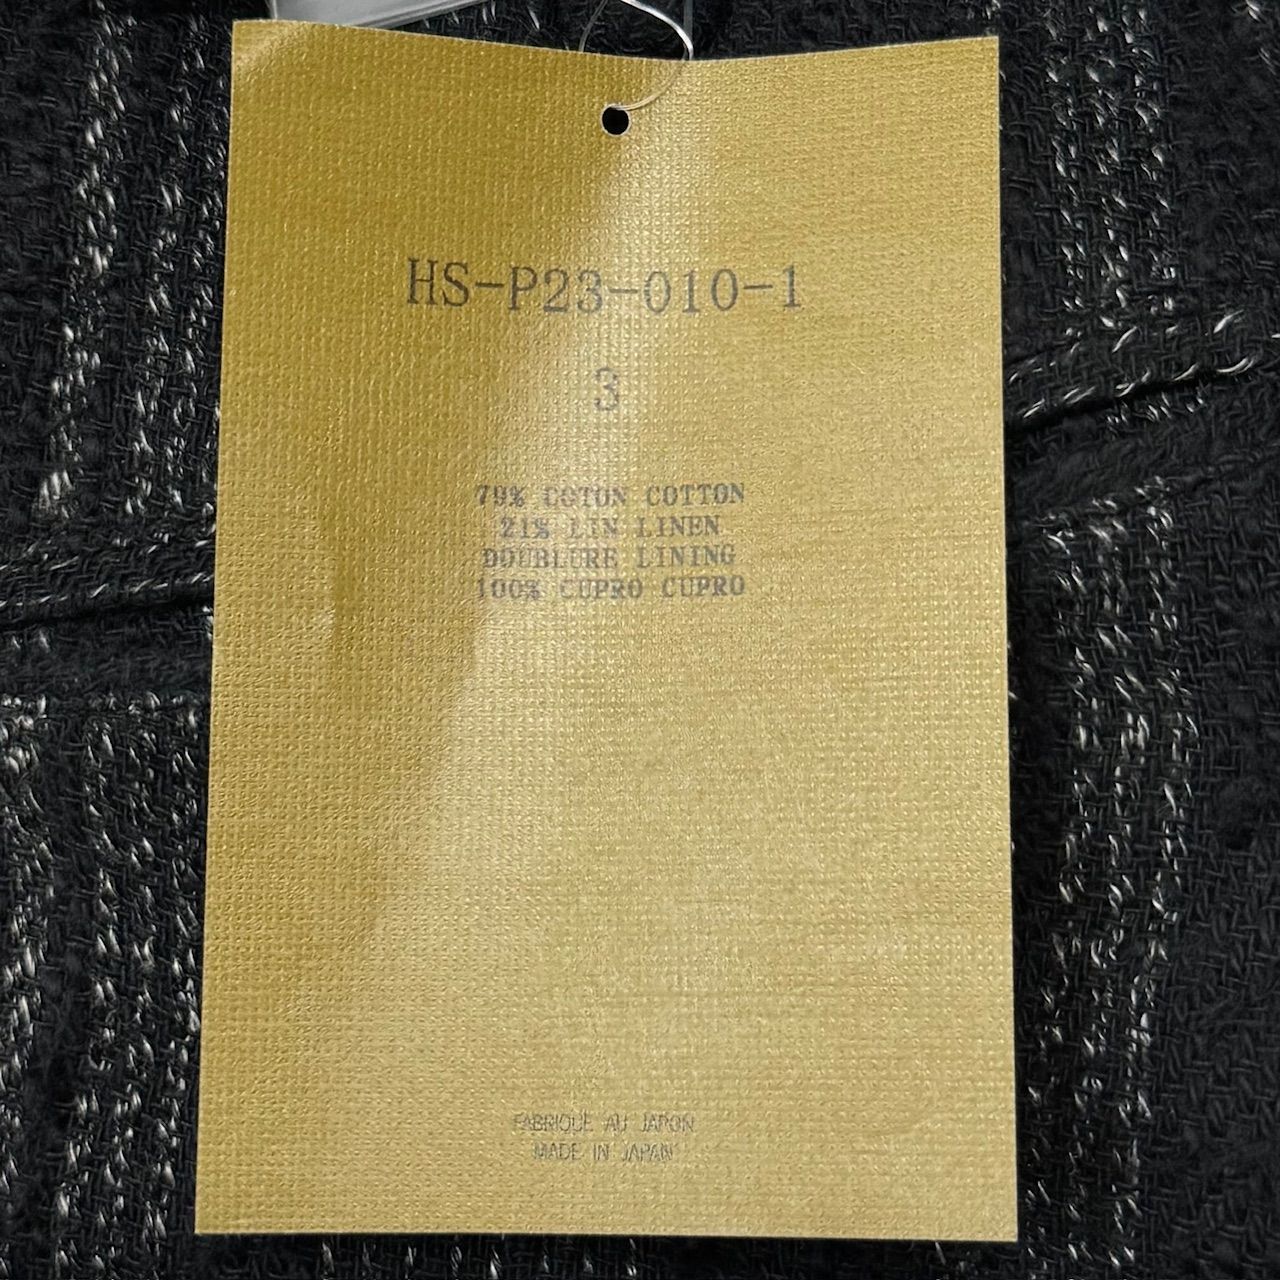 HS-P23-010-1
3
79% COTON COTTON
21% LIN LINEN
DOUBLURE LINING
100% CUPRO CUPRO
FABRIQUE AU JAPON
MADE IN JAPAN